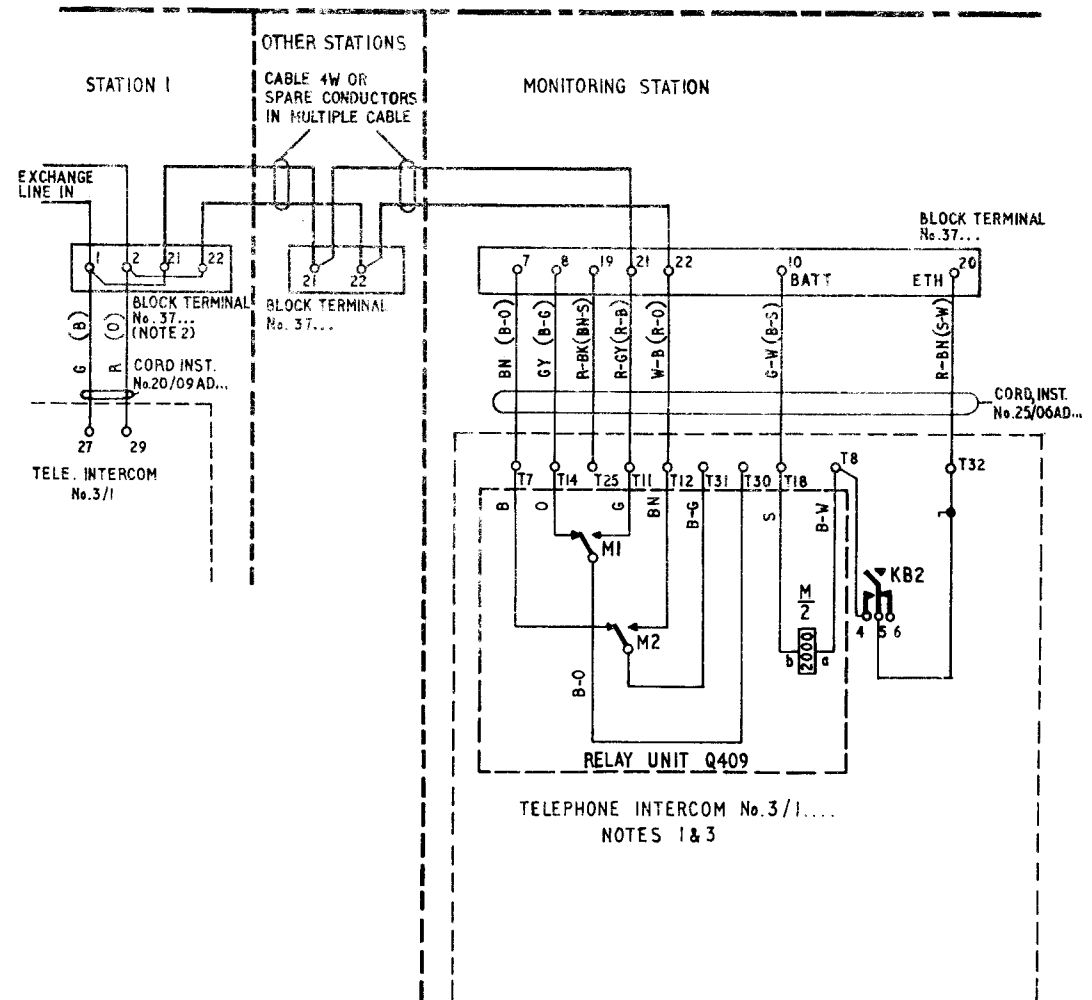 STATION 1
OTHER STATIONS
CABLE 4W OR
SPARE CONDUCTORS
IN MULTIPLE CABLE
MONITORING STATION
EXCHANGE
LINE IN
1 2 21 22
BLOCK TERMINAL
No. 37...
(NOTE 2)
(B) (O)
G R
CORD INST.
No.20/09AD...
27 29
TELE. INTERCOM
No.3/1
21 22
BLOCK TERMINAL
No. 37...
BLOCK TERMINAL
No.37...
7 8 19 21 22 10 20
BATT ETH
BN (B-O)
GY (B-G)
R-BK(BN-S)
R-GY(R-B)
W-B (R-O)
G-W(B-S)
R-BN(S-W)
CORD, INST.
No.25/06AD...
T7 T14 T25 T11 T12 T31 T30 T18 T8 T32
B O G BN B-G S B-W
M1
M2
B-O
M
2
2000
b a
KB2
4 5 6
RELAY UNIT Q409
TELEPHONE INTERCOM No.3/1....
NOTES 1&3